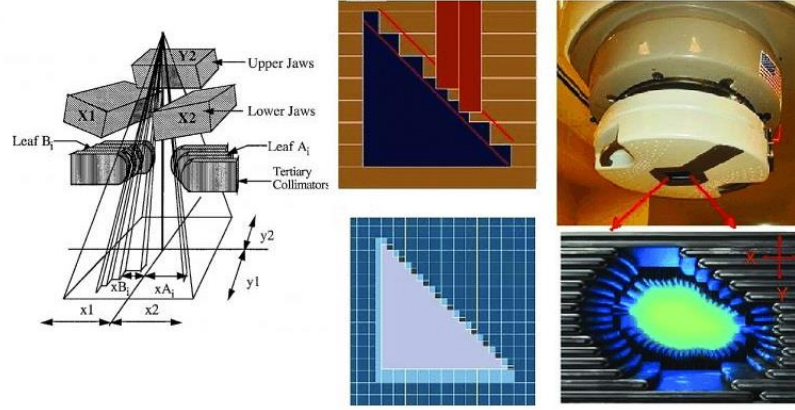 Y2
Upper Jaws
X1
X2
Lower Jaws
Leaf Bi
Leaf Ai
Tertiary
Collimators
y2
xBi
xAi
y1
x1
x2
X
Y